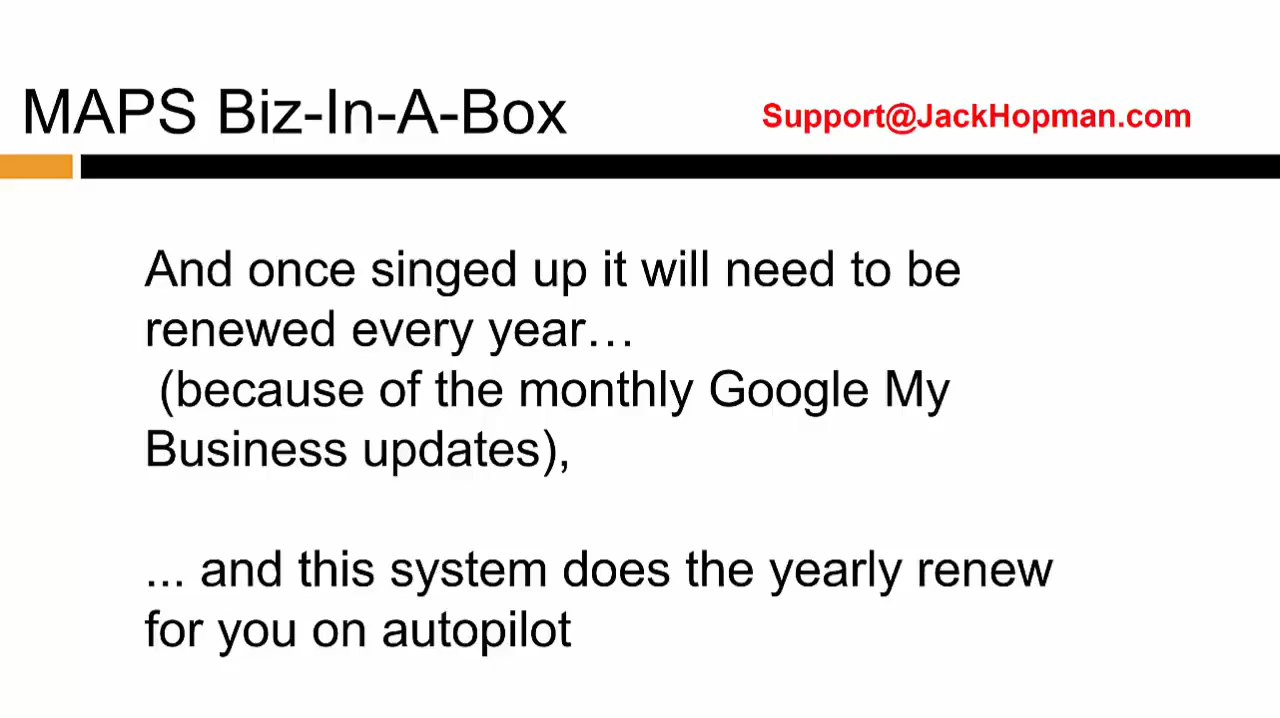 MAPS Biz-In-A-Box
Support@JackHopman.com
And once singed up it will need to be
renewed every year…
(because of the monthly Google My
Business updates),
... and this system does the yearly renew
for you on autopilot